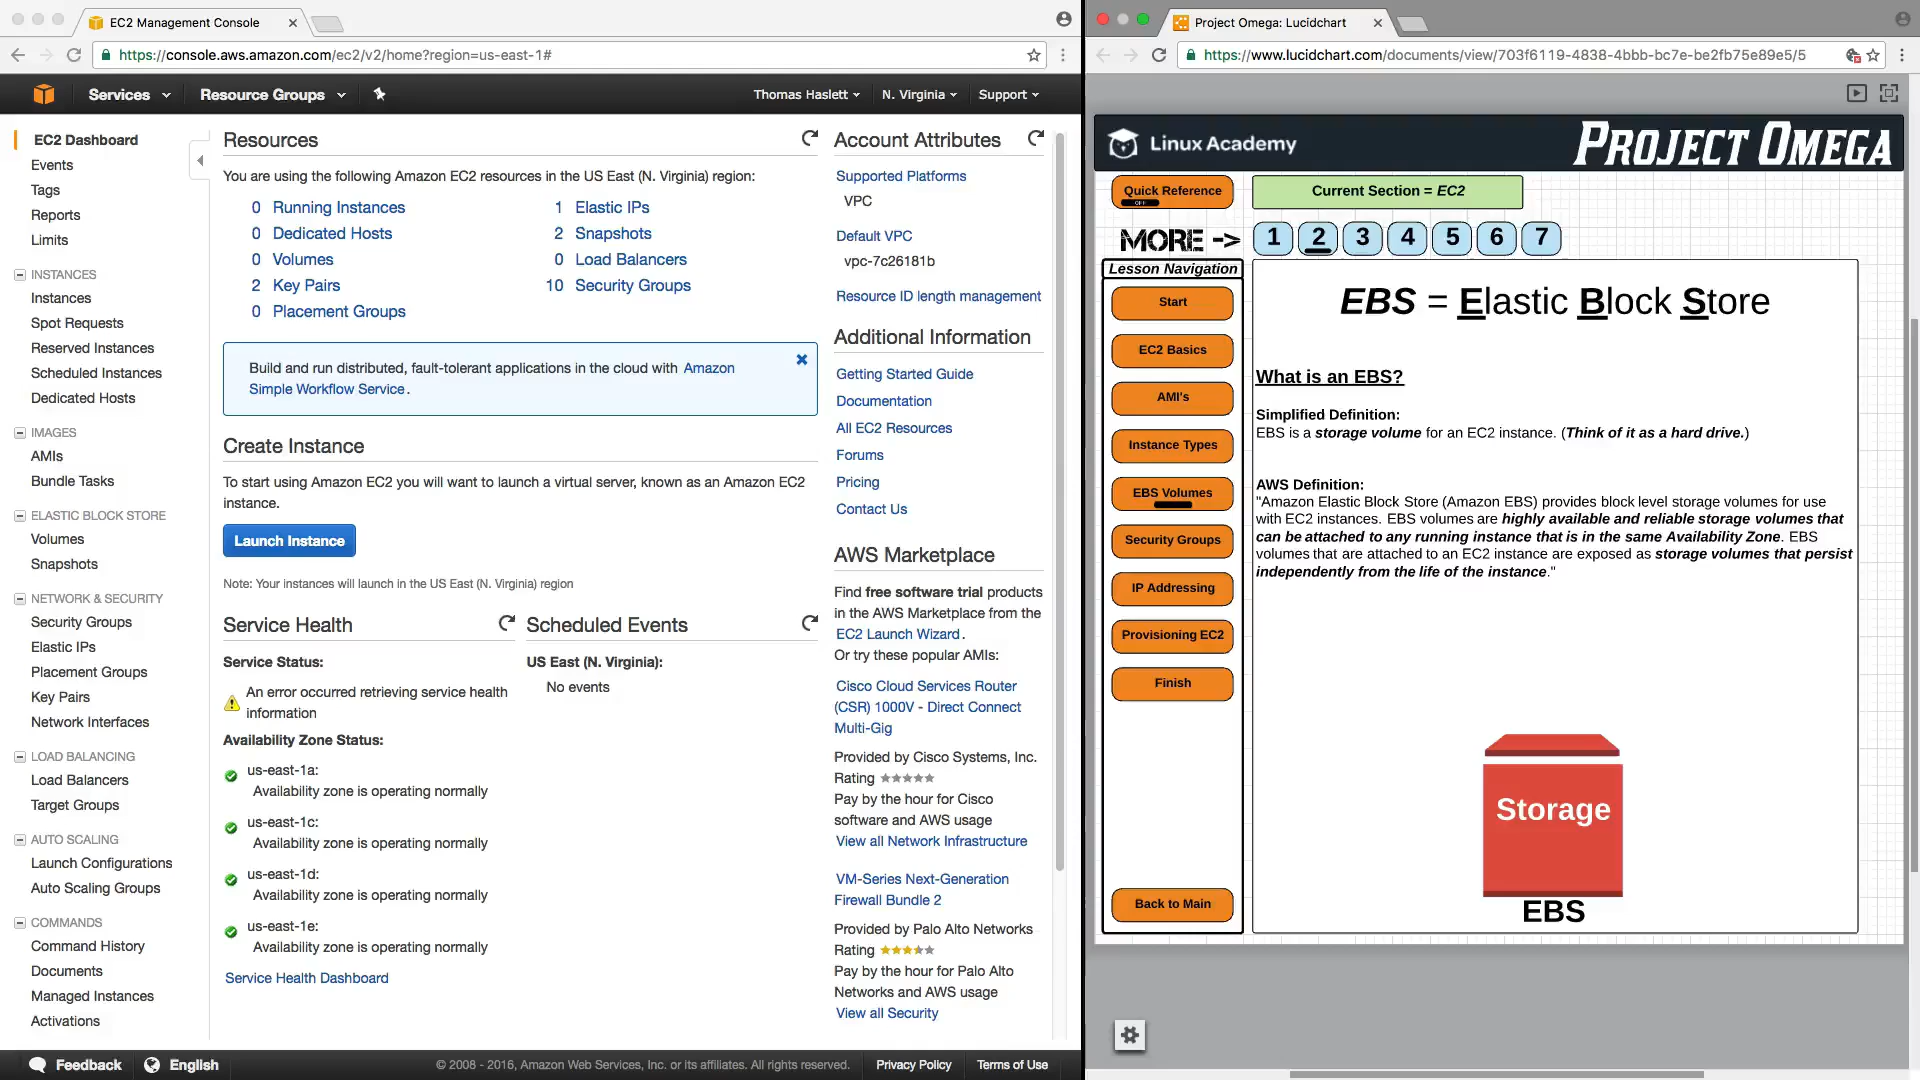 EC2 Management Console
https://console.aws.amazon.com/ec2/v2/home?region=us-east-1#
Services
Resource Groups
Thomas Haslett
N. Virginia
Support
EC2 Dashboard
Events
Tags
Reports
Limits
INSTANCES
Instances
Spot Requests
Reserved Instances
Scheduled Instances
Dedicated Hosts
IMAGES
AMIs
Bundle Tasks
ELASTIC BLOCK STORE
Volumes
Snapshots
NETWORK & SECURITY
Security Groups
Elastic IPs
Placement Groups
Key Pairs
Network Interfaces
LOAD BALANCING
Load Balancers
Target Groups
AUTO SCALING
Launch Configurations
Auto Scaling Groups
COMMANDS
Command History
Documents
Managed Instances
Activations
Resources
You are using the following Amazon EC2 resources in the US East (N. Virginia) region:
0 Running Instances
1 Elastic IPs
0 Dedicated Hosts
2 Snapshots
0 Volumes
0 Load Balancers
2 Key Pairs
10 Security Groups
0 Placement Groups
Build and run distributed, fault-tolerant applications in the cloud with Amazon
Simple Workflow Service.
Create Instance
To start using Amazon EC2 you will want to launch a virtual server, known as an Amazon EC2
instance.
Launch Instance
Note: Your instances will launch in the US East (N. Virginia) region
Service Health
Service Status:
An error occurred retrieving service health
information
Availability Zone Status:
us-east-1a:
Availability zone is operating normally
us-east-1c:
Availability zone is operating normally
us-east-1d:
Availability zone is operating normally
us-east-1e:
Availability zone is operating normally
Service Health Dashboard
Scheduled Events
US East (N. Virginia):
No events
Account Attributes
Supported Platforms
VPC
Default VPC
vpc-7c26181b
Resource ID length management
Additional Information
Getting Started Guide
Documentation
All EC2 Resources
Forums
Pricing
Contact Us
AWS Marketplace
Find free software trial products
in the AWS Marketplace from the
EC2 Launch Wizard.
Or try these popular AMIs:
Cisco Cloud Services Router
(CSR) 1000V - Direct Connect
Multi-Gig
Provided by Cisco Systems, Inc.
Rating
Pay by the hour for Cisco
software and AWS usage
View all Network Infrastructure
VM-Series Next-Generation
Firewall Bundle 2
Provided by Palo Alto Networks
Rating
Pay by the hour for Palo Alto
Networks and AWS usage
View all Security
Feedback
English
© 2008 - 2016, Amazon Web Services, Inc. or its affiliates. All rights reserved.
Privacy Policy
Terms of Use
Project Omega: Lucidchart
https://www.lucidchart.com/documents/view/703f6119-4838-4bbb-bc7e-be2fb75e89e5/5
Linux Academy
PROJECT OMEGA
Quick Reference
OFF
Current Section = EC2
MORE ->
1 2 3 4 5 6 7
Lesson Navigation
Start
EC2 Basics
AMI's
Instance Types
EBS Volumes
Security Groups
IP Addressing
Provisioning EC2
Finish
Back to Main
EBS = Elastic Block Store
What is an EBS?
Simplified Definition:
EBS is a storage volume for an EC2 instance. (Think of it as a hard drive.)
AWS Definition:
"Amazon Elastic Block Store (Amazon EBS) provides block level storage volumes for use
with EC2 instances. EBS volumes are highly available and reliable storage volumes that
can be attached to any running instance that is in the same Availability Zone. EBS
volumes that are attached to an EC2 instance are exposed as storage volumes that persist
independently from the life of the instance."
Storage
EBS